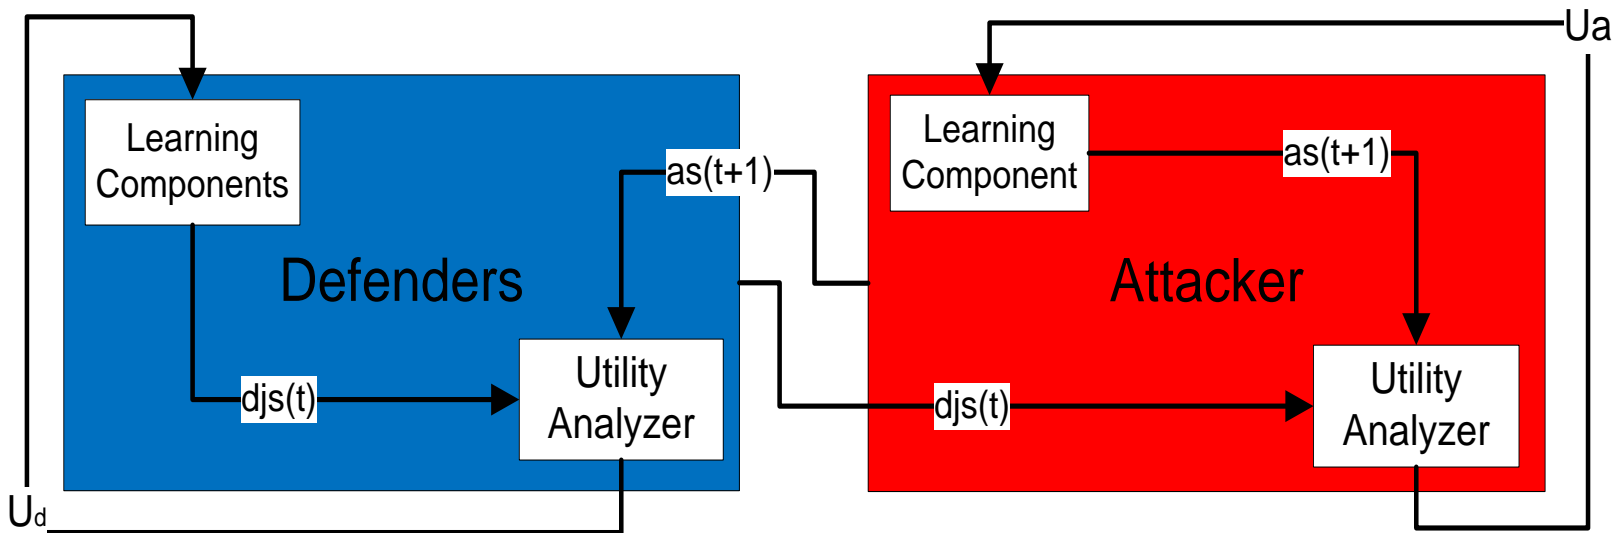 Ua
Learning
Components
as(t+1)
Defenders
djs(t)
Utility
Analyzer
Ud
Learning
Component
as(t+1)
Attacker
djs(t)
Utility
Analyzer